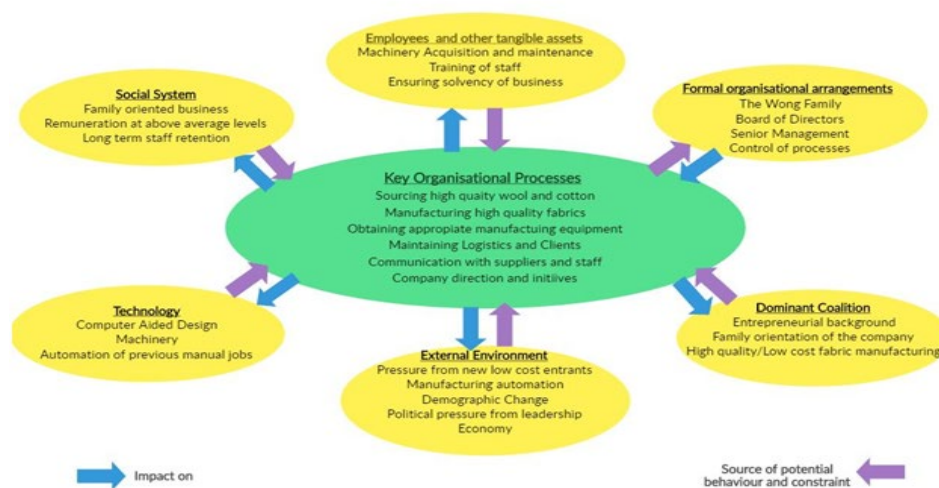 Employees and other tangible assets
Machinery Acquisition and maintenance
Training of staff
Ensuring solvency of business
Social System
Family oriented business
Remuneration at above average levels
Long term staff retention
Formal organisational arrangements
The Wong Family
Board of Directors
Senior Management
Control of processes
Key Organisational Processes
Sourcing high quaity wool and cotton
Manufacturing high quality fabrics
Obtaining appropiate manufactuing equipment
Maintaining Logistics and Clients
Communication with suppliers and staff
Company direction and initiives
Technology
Computer Aided Design
Machinery
Automation of previous manual jobs
External Environment
Pressure from new low cost entrants
Manufacturing automation
Demographic Change
Political pressure from leadership
Economy
Dominant Coalition
Entrepreneurial background
Family orientation of the company
High quality/Low cost fabric manufacturing
Impact on
Source of potential
behaviour and constraint